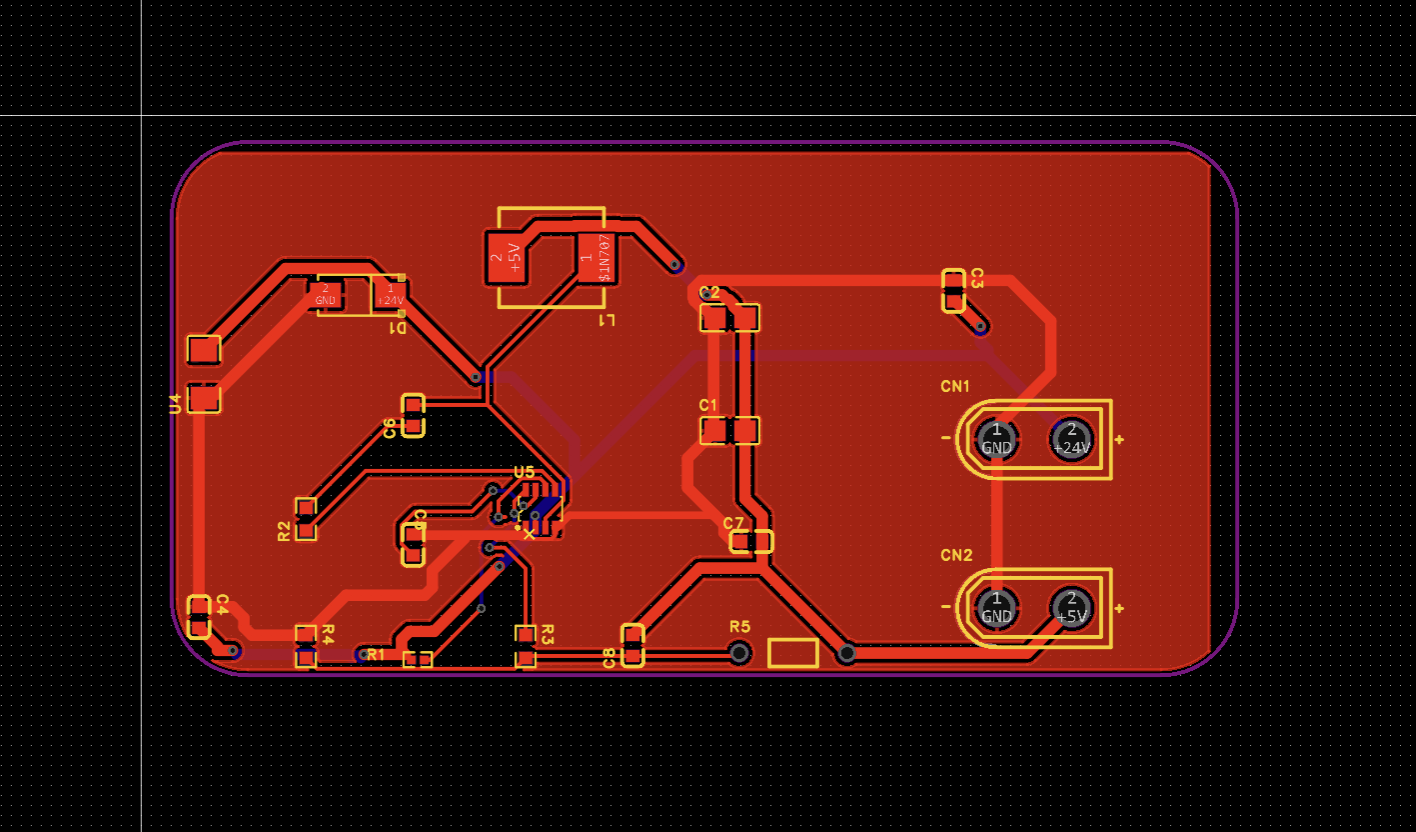 2
+5V
1
$1N707
L1
2
GND
1
+24V
D1
C2
C3
U4
C6
C1
CN1
-
1
GND
2
+24V
+
U5
R2
C5
C7
CN2
C4
R4
R1
R3
C8
R5
-
1
GND
2
+5V
+